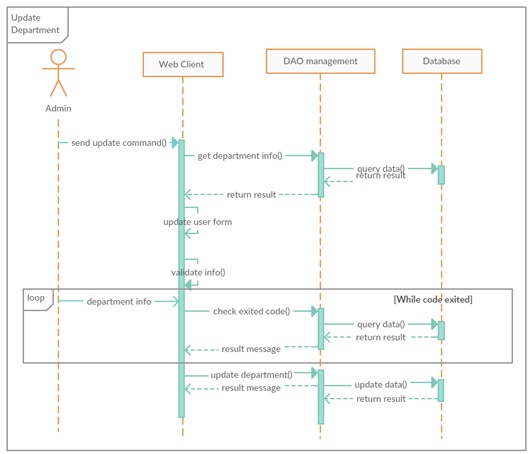 Update
Department
Web Client
DAO management
Database
Admin
send update command()
get department info()
query data()
return result
return result
update user form
validate info()
loop
[While code exited]
department info
check exited code()
query data()
return result
result message
update department()
update data()
result message
return result